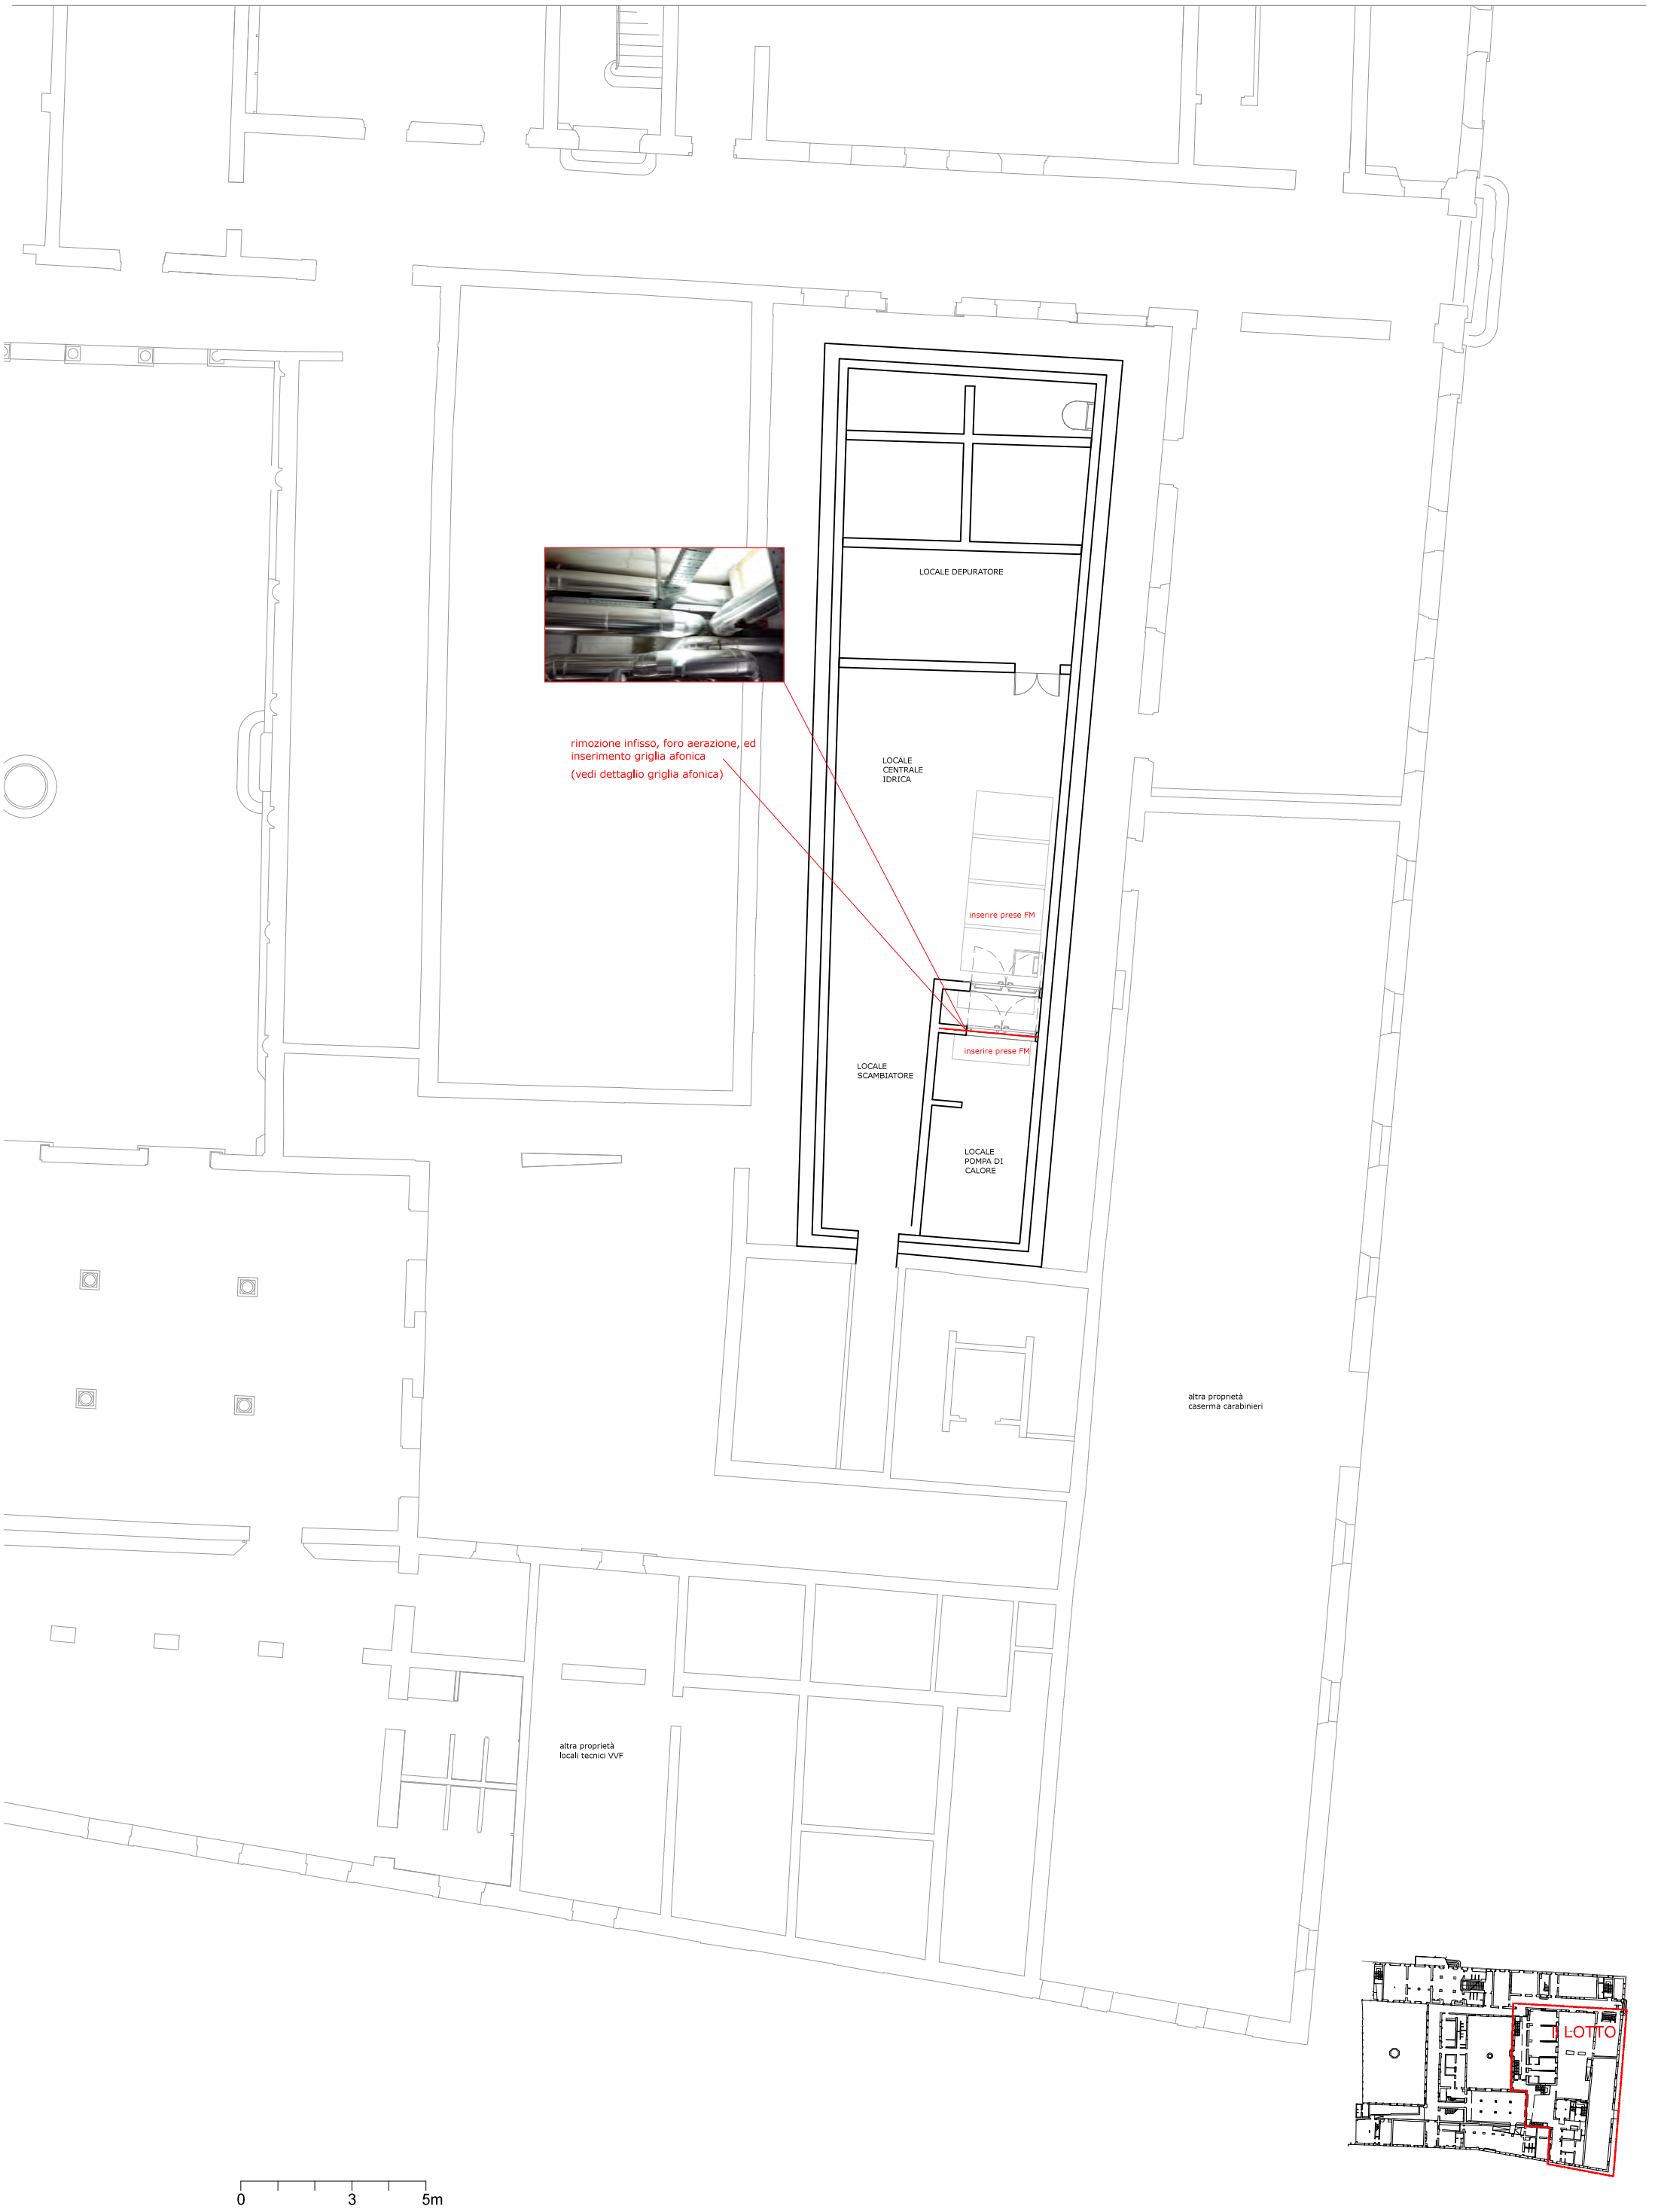 LOCALE DEPURATORE
rimozione infisso, foro aerazione, ed
inserimento griglia afonica
(vedi dettaglio griglia afonica)
LOCALE
CENTRALE
IDRICA
inserire prese FM
inserire prese FM
LOCALE
SCAMBIATORE
LOCALE
POMPA DI
CALORE
altra proprietà
caserma carabinieri
altra proprietà
locali tecnici VVF
LOTTO
0 3 5m